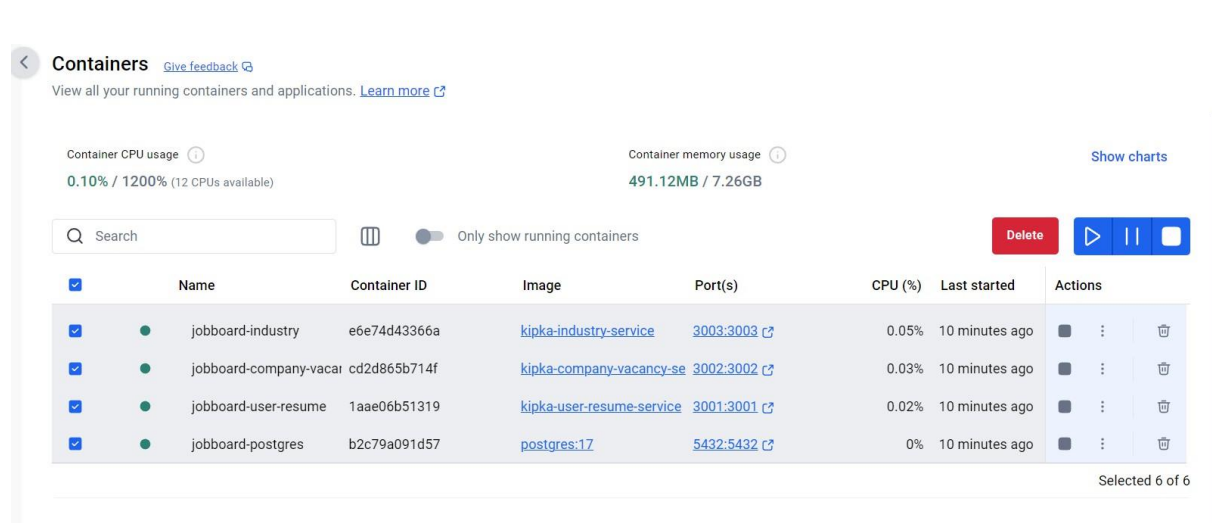 Containers Give feedback
View all your running containers and applications. Learn more
Container CPU usage Container memory usage Show charts
0.10% / 1200% (12 CPUs available) 491.12MB / 7.26GB
Search Only show running containers Delete
Name Container ID Image Port(s) CPU (%) Last started Actions
jobboard-industry e6e74d43366a kipka-industry-service 3003:3003 0.05% 10 minutes ago
jobboard-company-vacar cd2d865b714f kipka-company-vacancy-se 3002:3002 0.03% 10 minutes ago
jobboard-user-resume 1aae06b51319 kipka-user-resume-service 3001:3001 0.02% 10 minutes ago
jobboard-postgres b2c79a091d57 postgres:17 5432:5432 0% 10 minutes ago
Selected 6 of 6